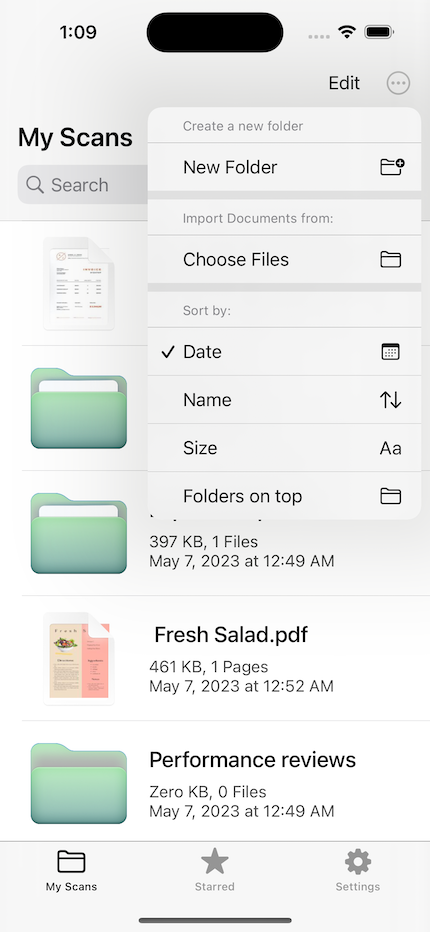 1:09
Edit
My Scans
Search
Create a new folder
New Folder
Import Documents from:
Choose Files
Sort by:
Date
Name
Size
Aa
Folders on top
397 KB, 1 Files
May 7, 2023 at 12:49 AM
Fresh Salad.pdf
461 KB, 1 Pages
May 7, 2023 at 12:52 AM
Performance reviews
Zero KB, 0 Files
May 7, 2023 at 12:49 AM
My Scans
Starred
Settings